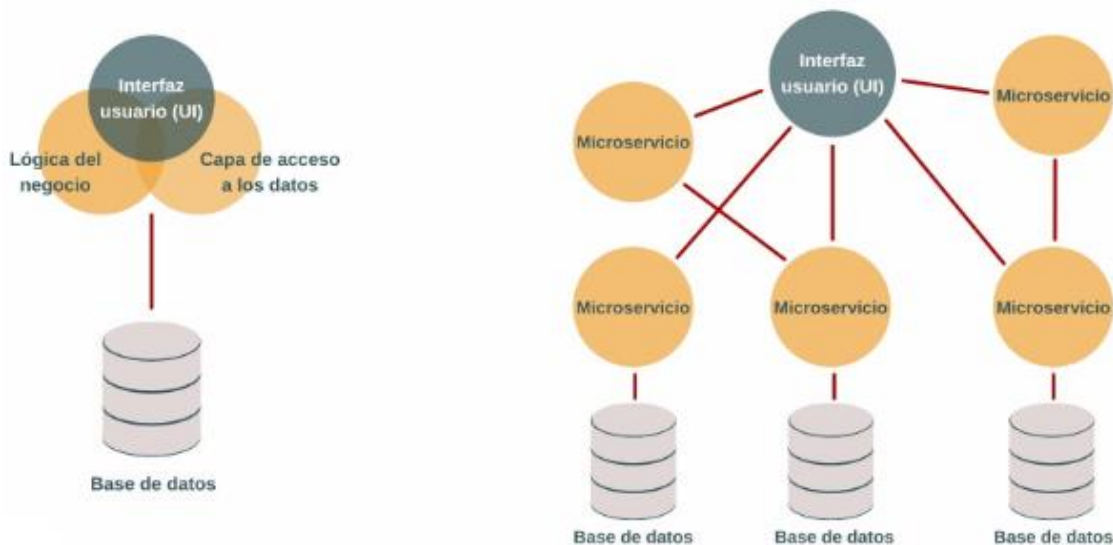 Interfaz
usuario (UI)
Lógica del
negocio
Capa de acceso
a los datos
Base de datos
Interfaz
usuario (UI)
Microservicio
Microservicio
Microservicio
Microservicio
Microservicio
Base de datos
Base de datos
Base de datos